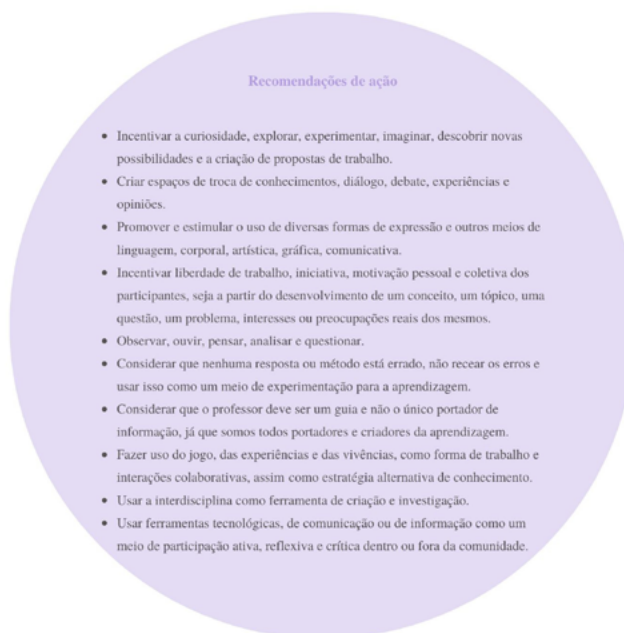 Recomendações de ação
• Incentivar a curiosidade, explorar, experimentar, imaginar, descobrir novas
possibilidades e a criação de propostas de trabalho.
• Criar espaços de troca de conhecimentos, diálogo, debate, experiências e
opiniões.
• Promover e estimular o uso de diversas formas de expressão e outros meios de
linguagem, corporal, artística, gráfica, comunicativa.
• Incentivar liberdade de trabalho, iniciativa, motivação pessoal e coletiva dos
participantes, seja a partir do desenvolvimento de um conceito, um tópico, uma
questão, um problema, interesses ou preocupações reais dos mesmos.
• Observar, ouvir, pensar, analisar e questionar.
• Considerar que nenhuma resposta ou método está errado, não recear os erros e
usar isso como um meio de experimentação para a aprendizagem.
• Considerar que o professor deve ser um guia e não o único portador de
informação, já que somos todos portadores e criadores da aprendizagem.
• Fazer uso do jogo, das experiências e das vivências, como forma de trabalho e
interações colaborativas, assim como estratégia alternativa de conhecimento.
• Usar a interdisciplina como ferramenta de criação e investigação.
• Usar ferramentas tecnológicas, de comunicação ou de informação como um
meio de participação ativa, reflexiva e crítica dentro ou fora da comunidade.